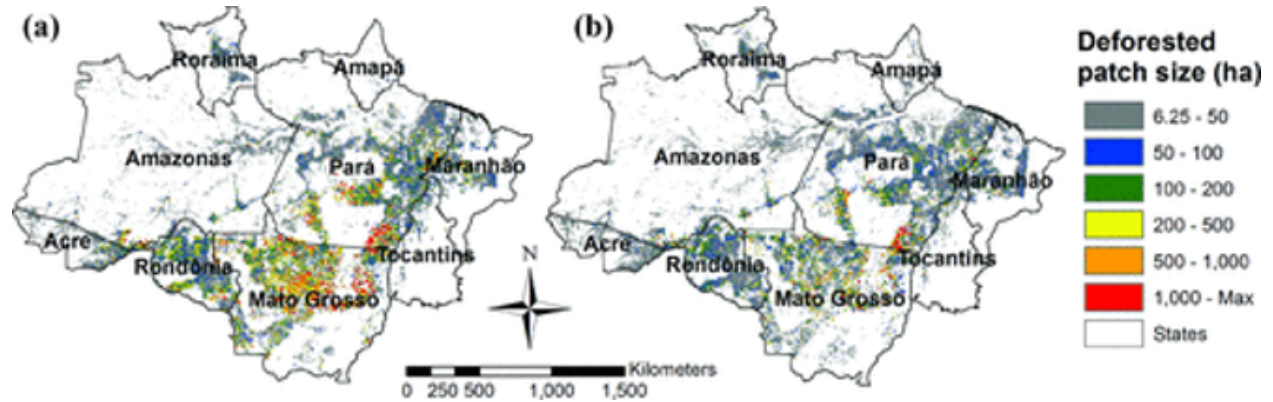 (a)
Roraima
Amapá
Amazonas
Pará
Maranhão
Acre
Rondônia
Mato Grosso
Tocantins
N
0 250 500 1,000 1,500
Kilometers
(b)
Roraima
Amapá
Amazonas
Pará
Maranhão
Acre
Rondônia
Mato Grosso
Tocantins
Deforested
patch size (ha)
6.25 - 50
50 - 100
100 - 200
200 - 500
500 - 1,000
1,000 - Max
States